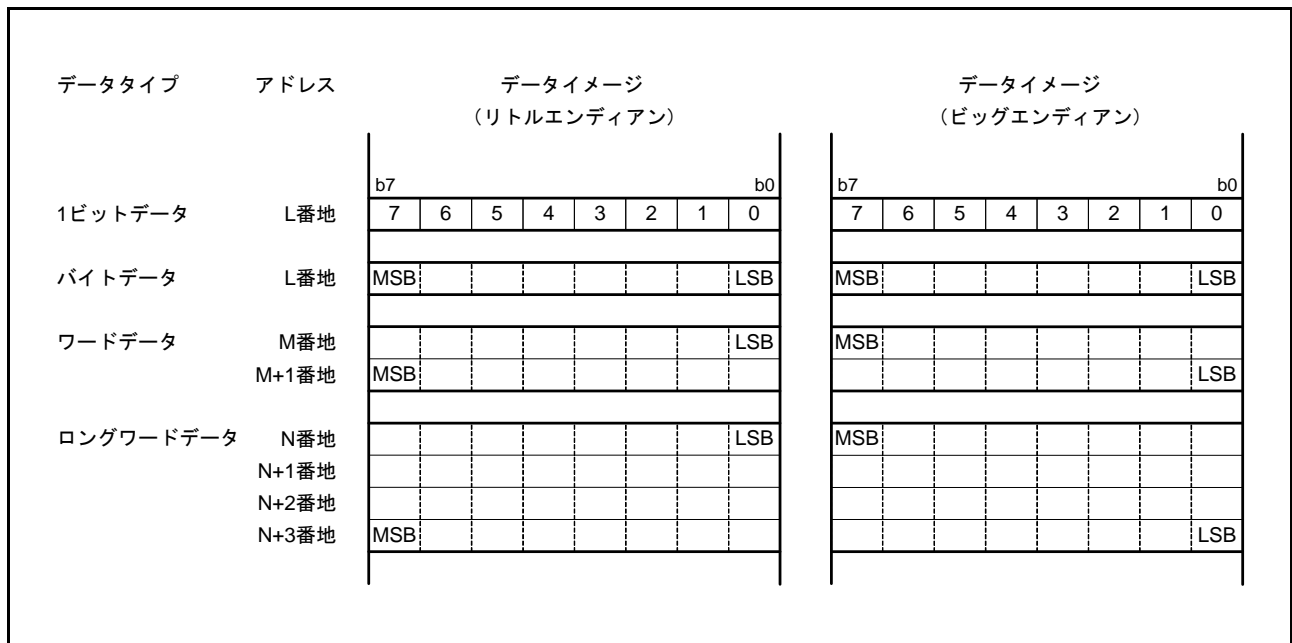 データタイプ アドレス データイメージ データイメージ
(リトルエンディアン) (ビッグエンディアン)
b7 b0 b7 b0
1ビットデータ L番地 7 6 5 4 3 2 1 0 7 6 5 4 3 2 1 0
バイトデータ L番地 MSB LSB MSB LSB
ワードデータ M番地 LSB MSB
M+1番地 MSB LSB
ロングワードデータ N番地 LSB MSB
N+1番地
N+2番地
N+3番地 MSB LSB